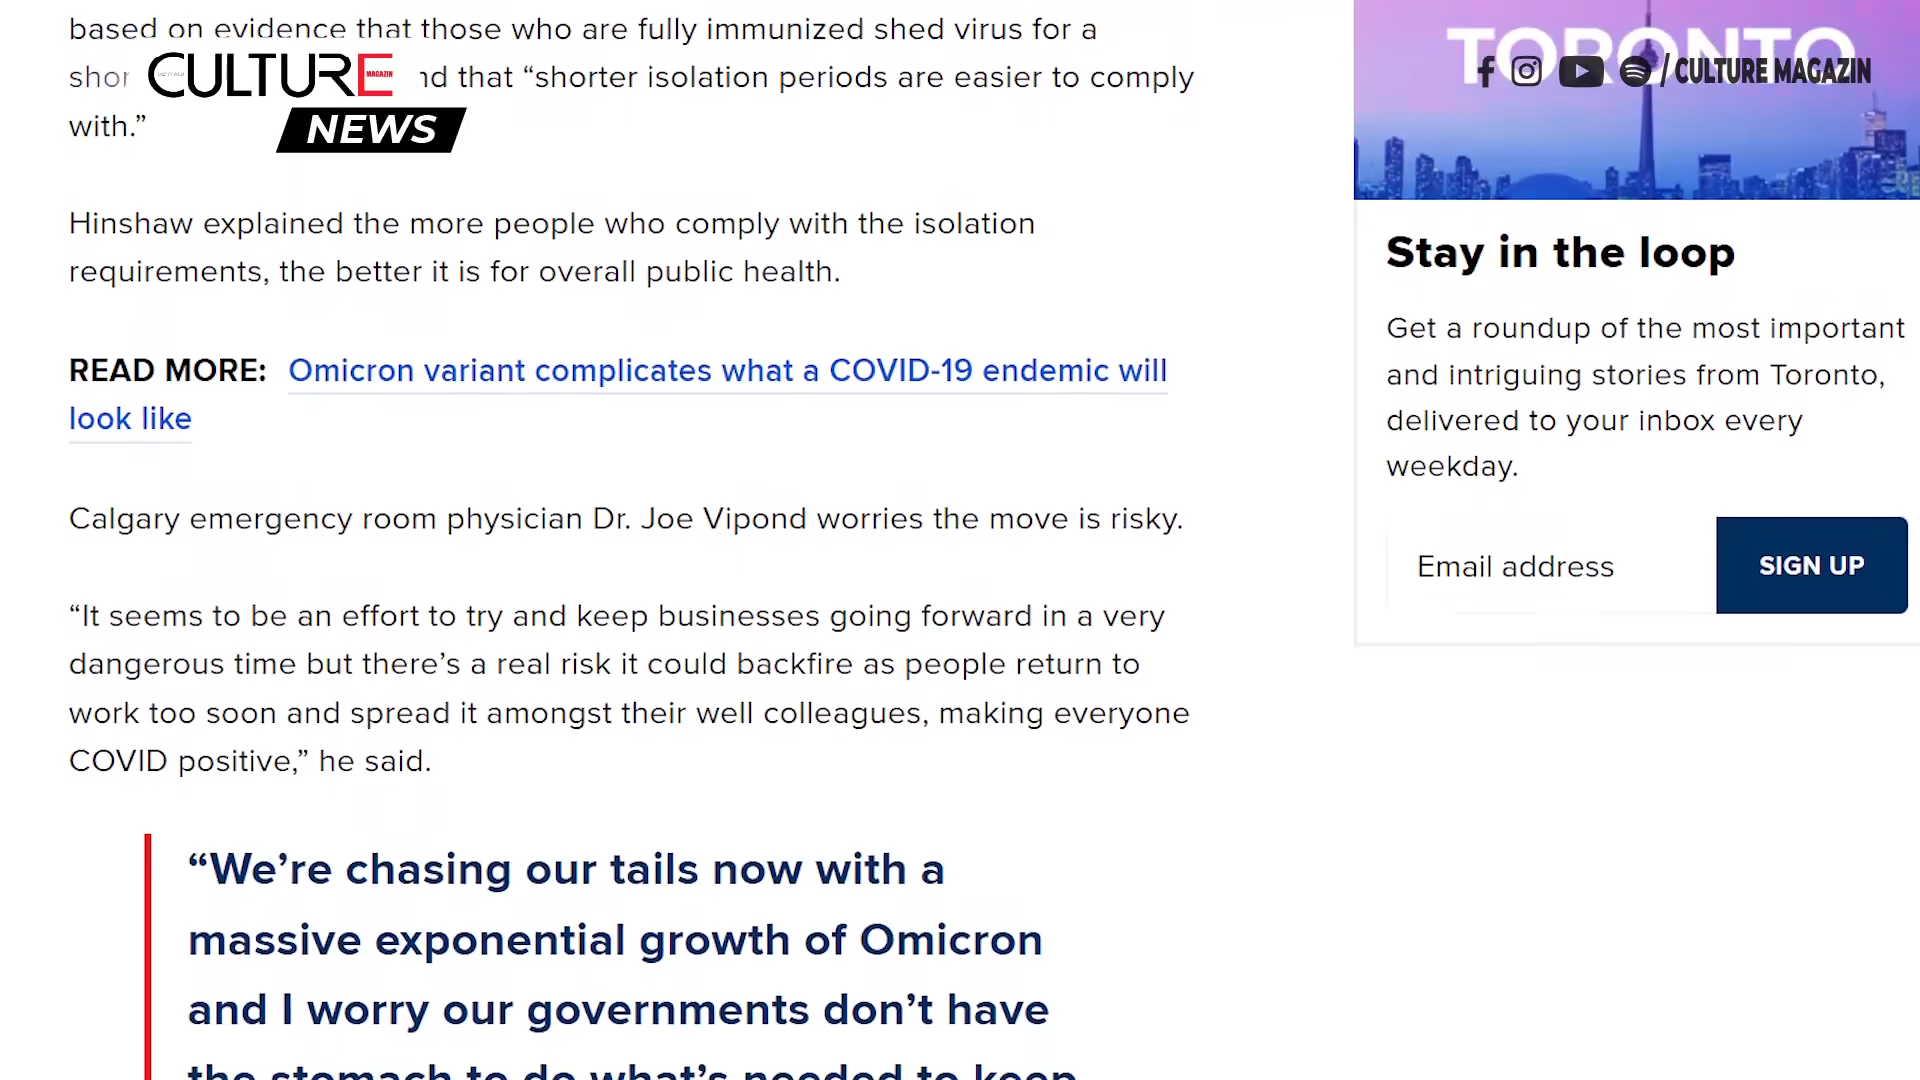 based on evidence that those who are fully immunized shed virus for a
nd that “shorter isolation periods are easier to comply
with.”
CULTURE
MAGAZIN
NEWS
Hinshaw explained the more people who comply with the isolation
requirements, the better it is for overall public health.
READ MORE: Omicron variant complicates what a COVID-19 endemic will
look like
Calgary emergency room physician Dr. Joe Vipond worries the move is risky.
“It seems to be an effort to try and keep businesses going forward in a very
dangerous time but there’s a real risk it could backfire as people return to
work too soon and spread it amongst their well colleagues, making everyone
COVID positive,” he said.
“We’re chasing our tails now with a
massive exponential growth of Omicron
and I worry our governments don’t have
the stomach to do what’s needed to keep
TORONTO
/ CULTURE MAGAZIN
Stay in the loop
Get a roundup of the most important
and intriguing stories from Toronto,
delivered to your inbox every
weekday.
Email address
SIGN UP